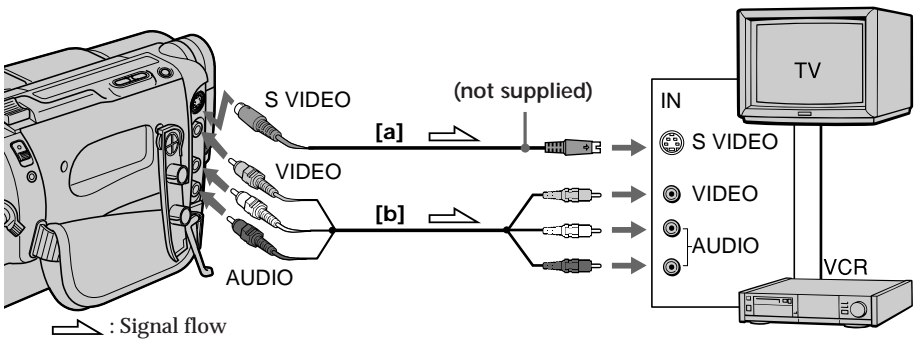 TV
S VIDEO
(not supplied)
IN
[a]
S VIDEO
VIDEO
VIDEO
[b]
AUDIO
AUDIO
VCR
: Signal flow